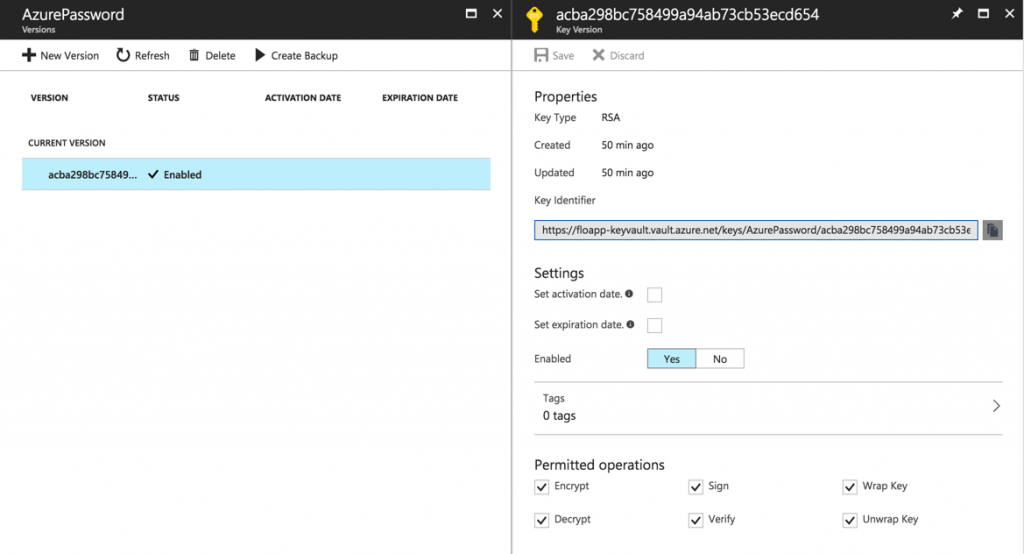 AzurePassword
Versions
New Version Refresh Delete Create Backup
VERSION STATUS ACTIVATION DATE EXPIRATION DATE
CURRENT VERSION
acba298bc75849... Enabled
acba298bc758499a94ab73cb53ecd654
Key Version
Save Discard
Properties
Key Type RSA
Created 50 min ago
Updated 50 min ago
Key Identifier
https://floapp-keyvault.vault.azure.net/keys/AzurePassword/acba298bc758499a94ab73cb53e
Settings
Set activation date.
Set expiration date.
Enabled Yes No
Tags
0 tags
Permitted operations
Encrypt Sign Wrap Key
Decrypt Verify Unwrap Key